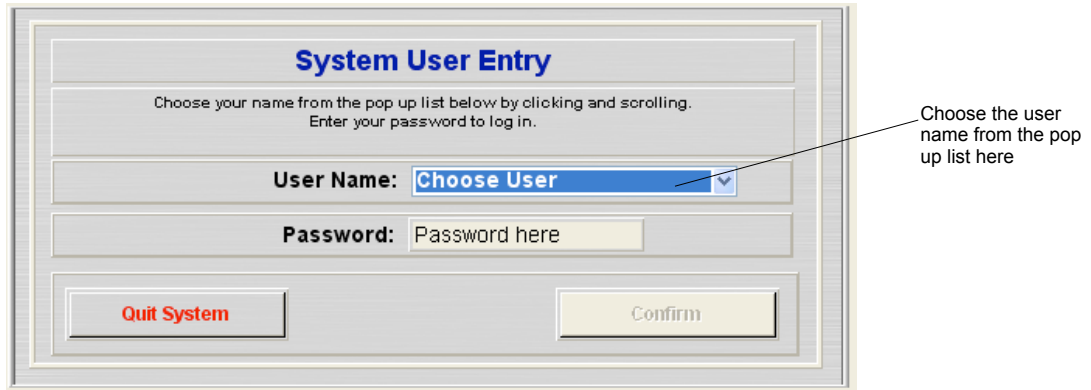 System User Entry
Choose your name from the pop up list below by clicking and scrolling.
Enter your password to log in.
User Name: Choose User
Password: Password here
Quit System Confirm
Choose the user
name from the pop
up list here